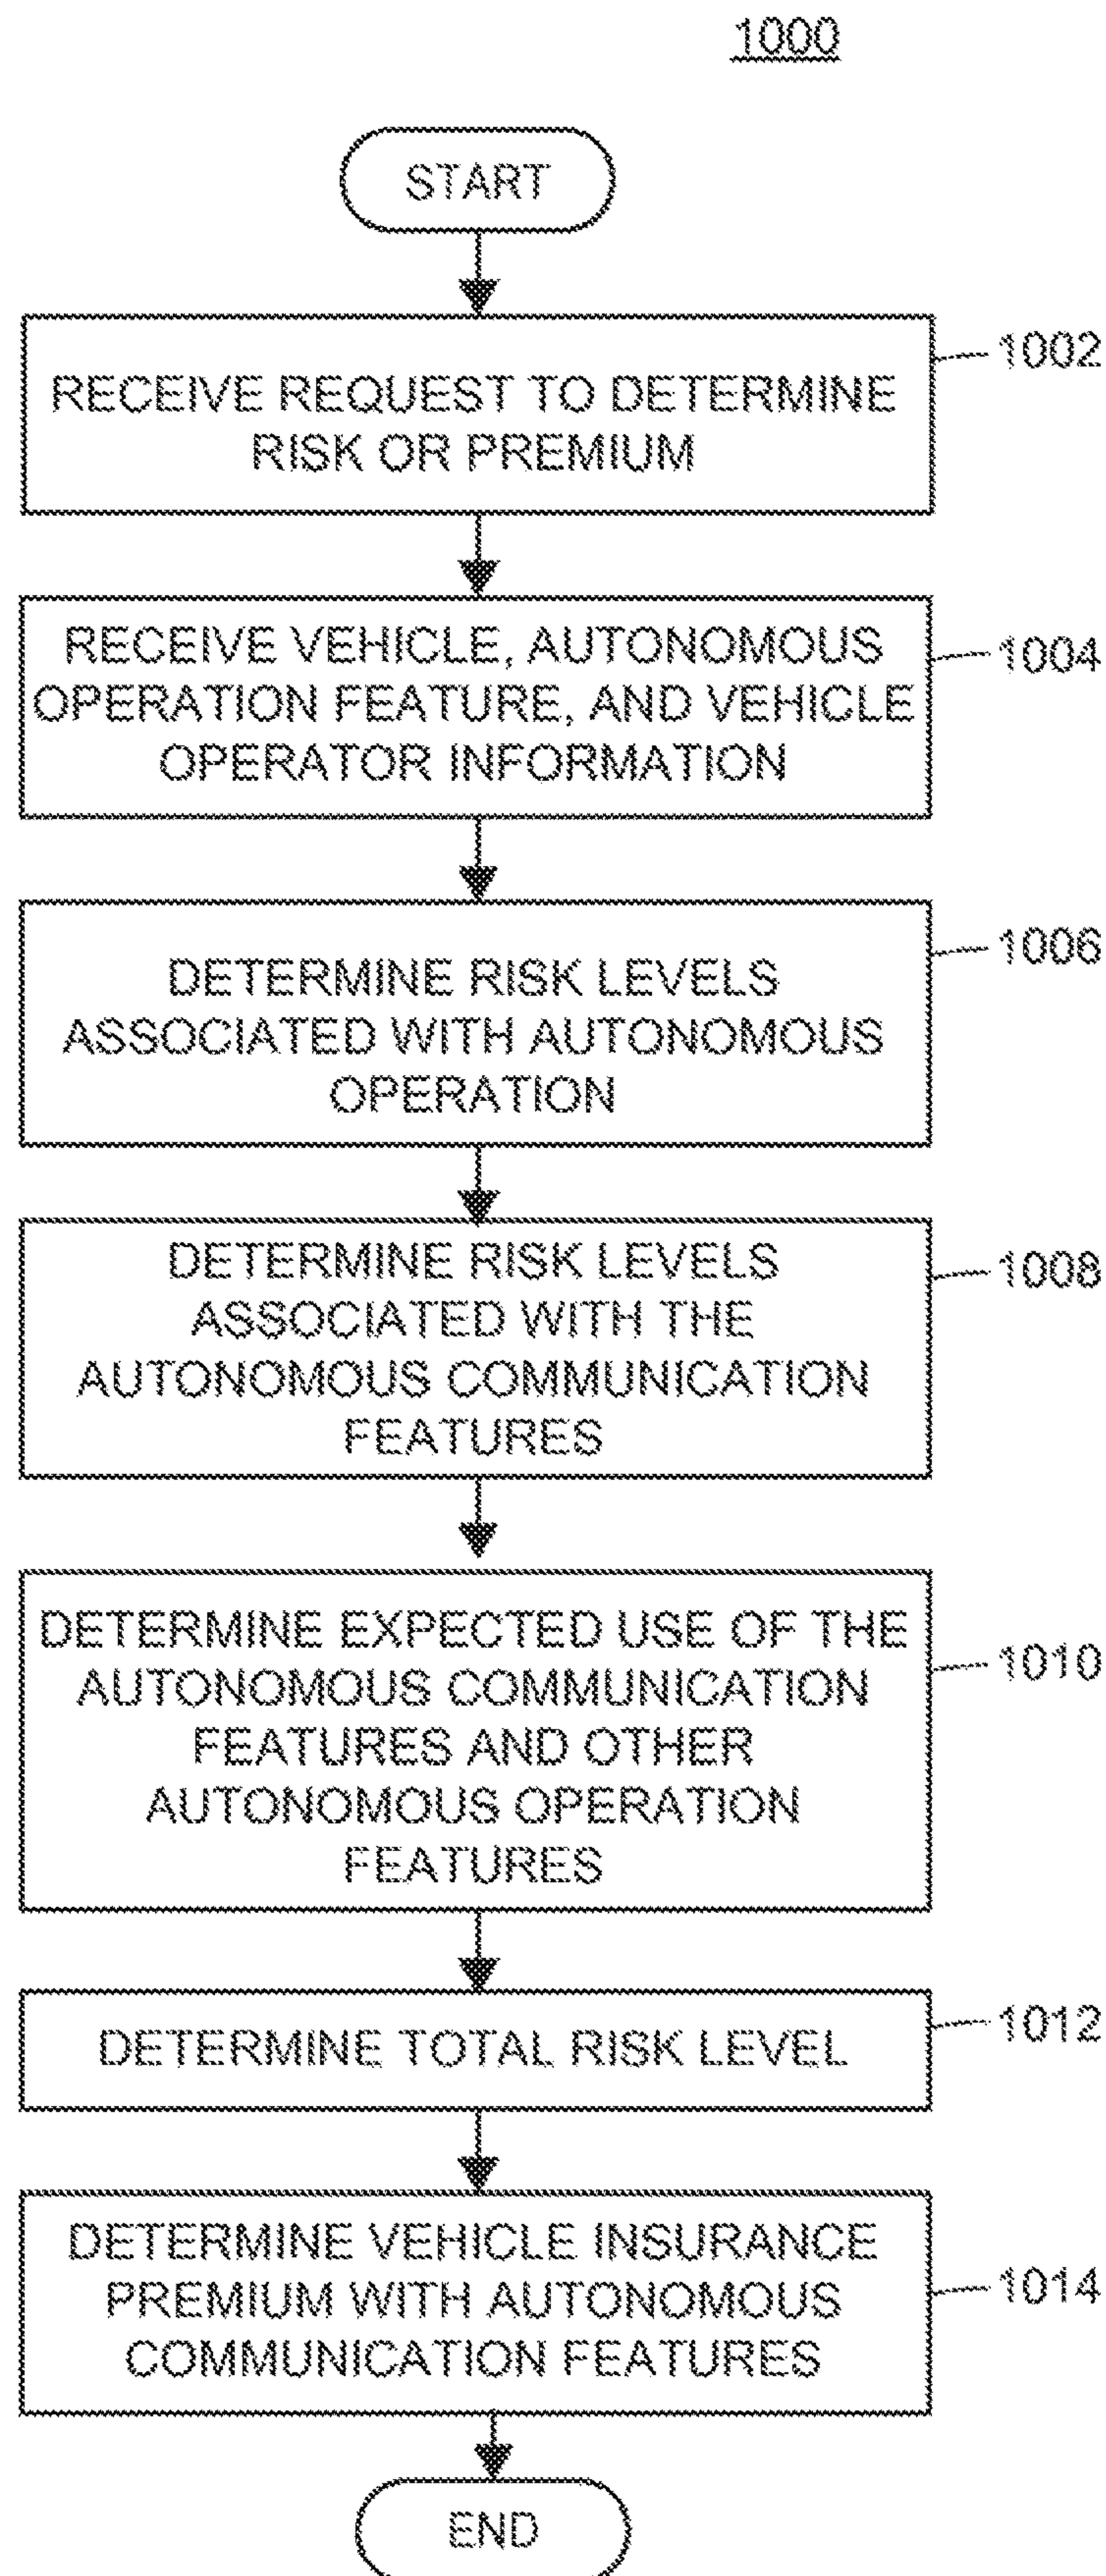 1000
START
RECEIVE REQUEST TO DETERMINE
RISK OR PREMIUM
1002
RECEIVE VEHICLE, AUTONOMOUS
OPERATION FEATURE, AND VEHICLE
OPERATOR INFORMATION
1004
DETERMINE RISK LEVELS
ASSOCIATED WITH AUTONOMOUS
OPERATION
1006
DETERMINE RISK LEVELS
ASSOCIATED WITH THE
AUTONOMOUS COMMUNICATION
FEATURES
1008
DETERMINE EXPECTED USE OF THE
AUTONOMOUS COMMUNICATION
FEATURES AND OTHER
AUTONOMOUS OPERATION
FEATURES
1010
DETERMINE TOTAL RISK LEVEL
1012
DETERMINE VEHICLE INSURANCE
PREMIUM WITH AUTONOMOUS
COMMUNICATION FEATURES
1014
END